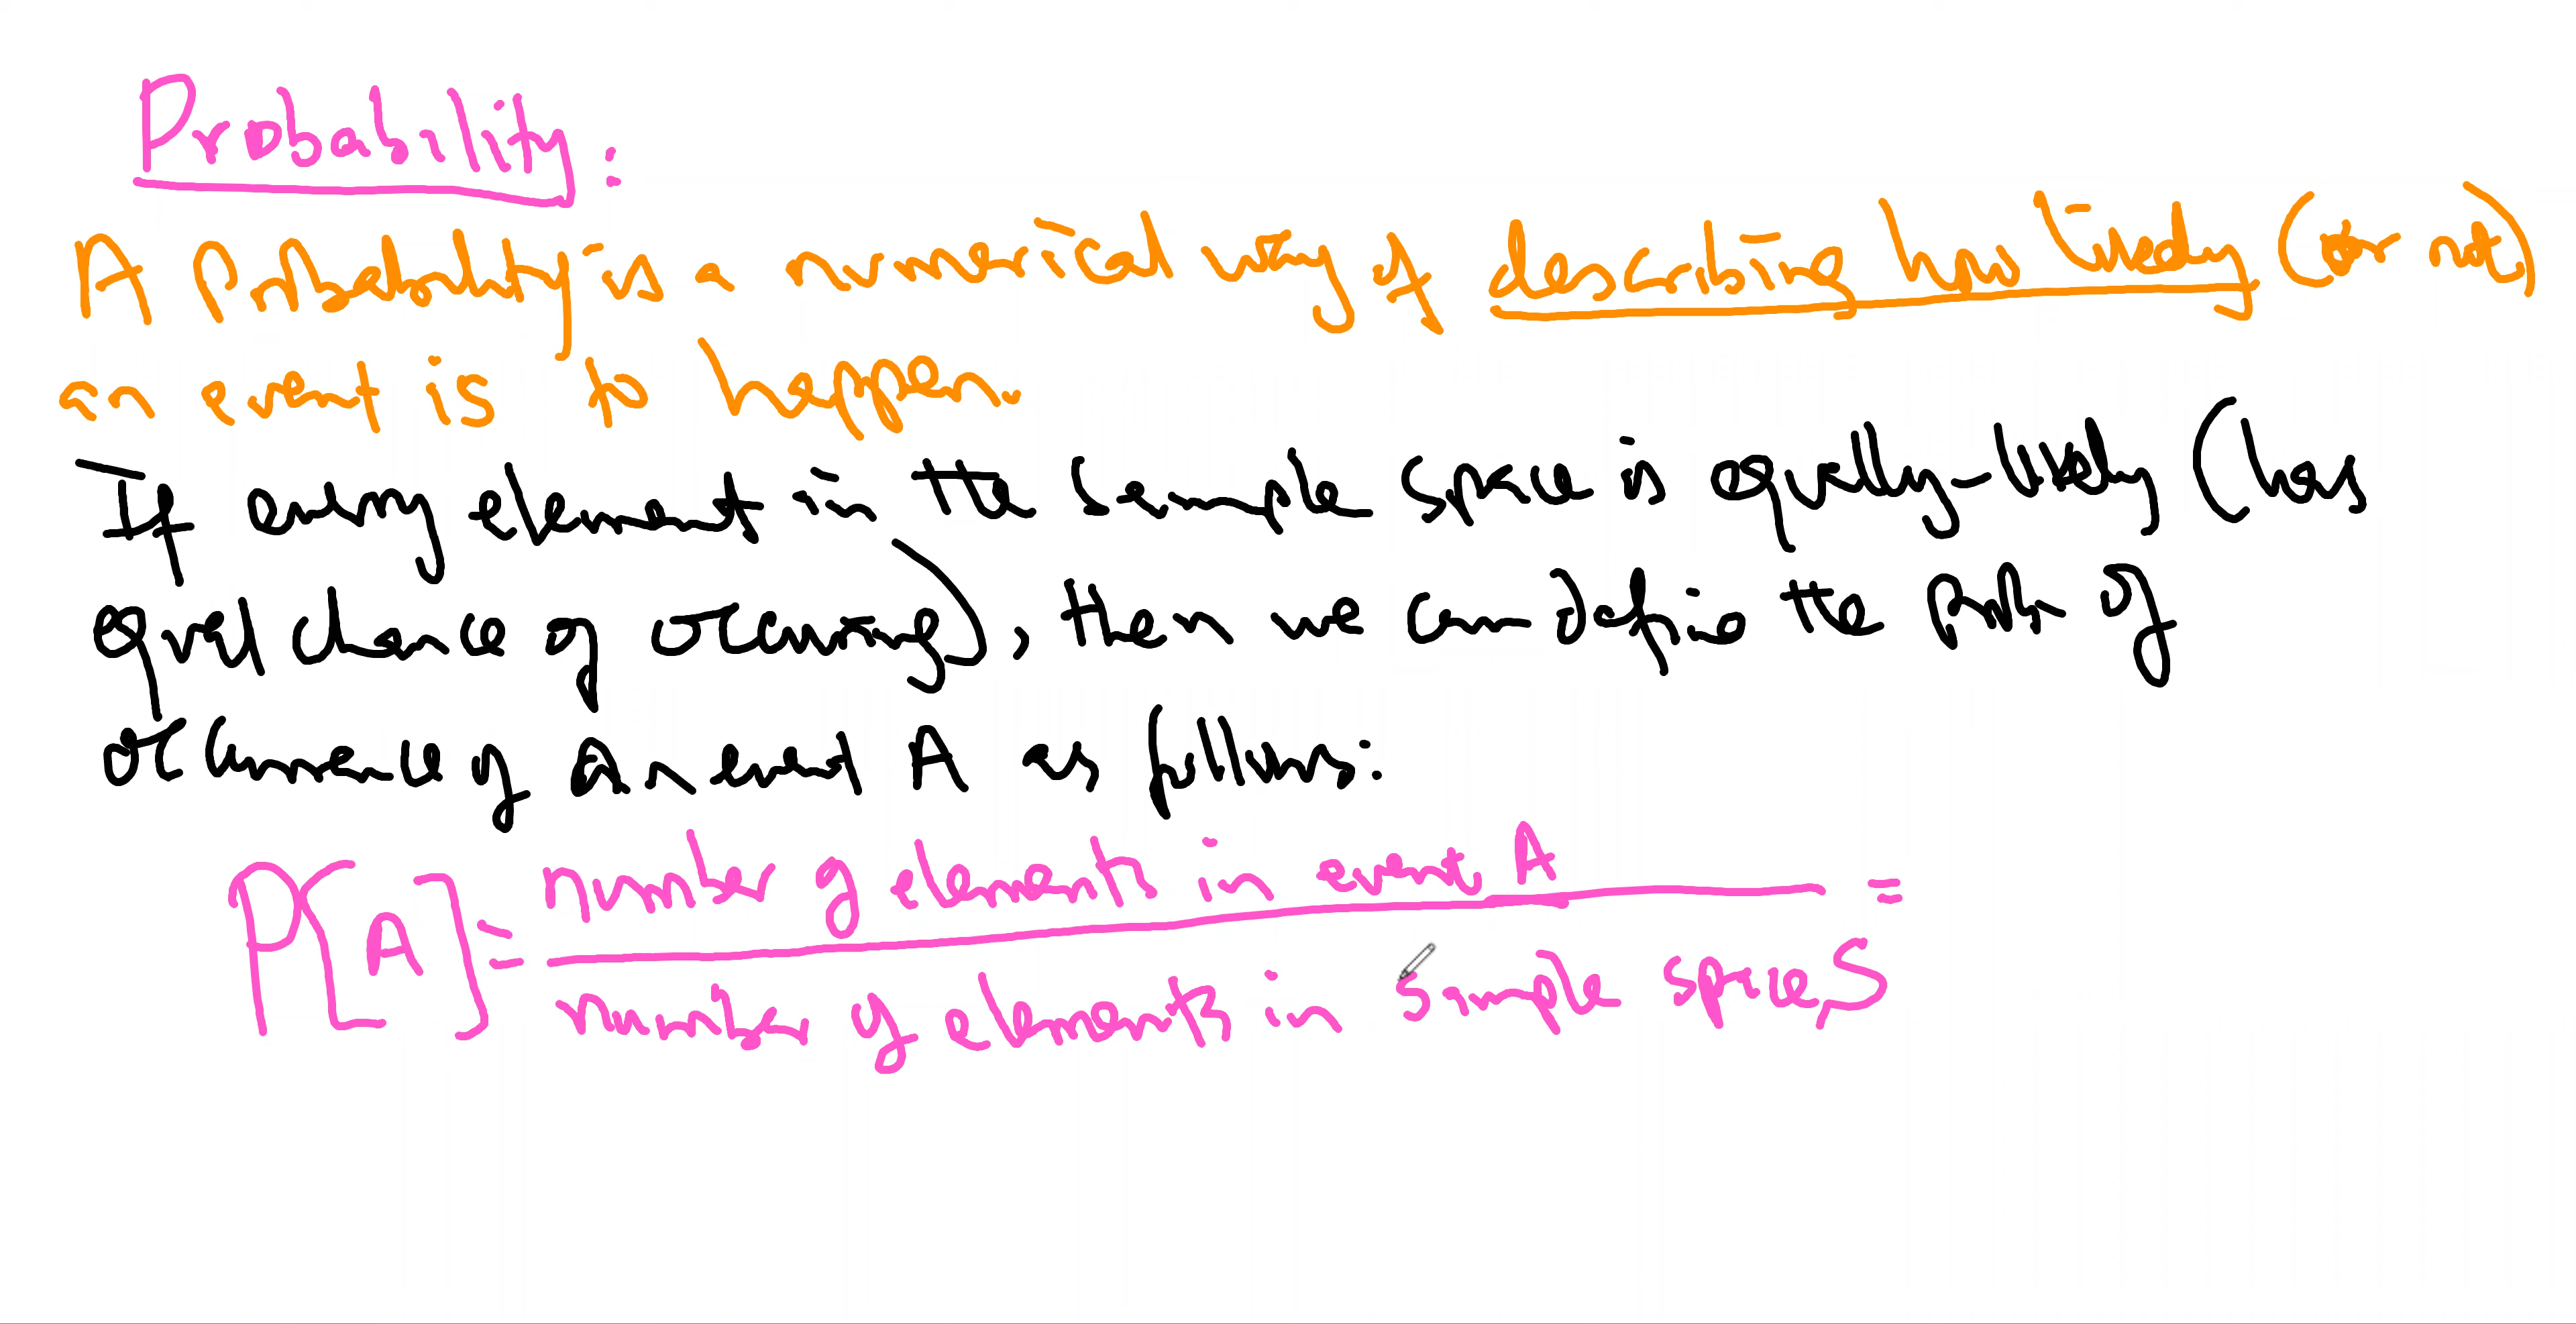 Probability:
A Probability is a numerical way of describing how likely (or not)
an event is to happen.
If every element in the sample space is equally-likely (has
equal chance of occurring), then we can define the Prob of
occurrence of an event A as follows:
P[A] = number of elements in event A =
number of elements in sample space, S